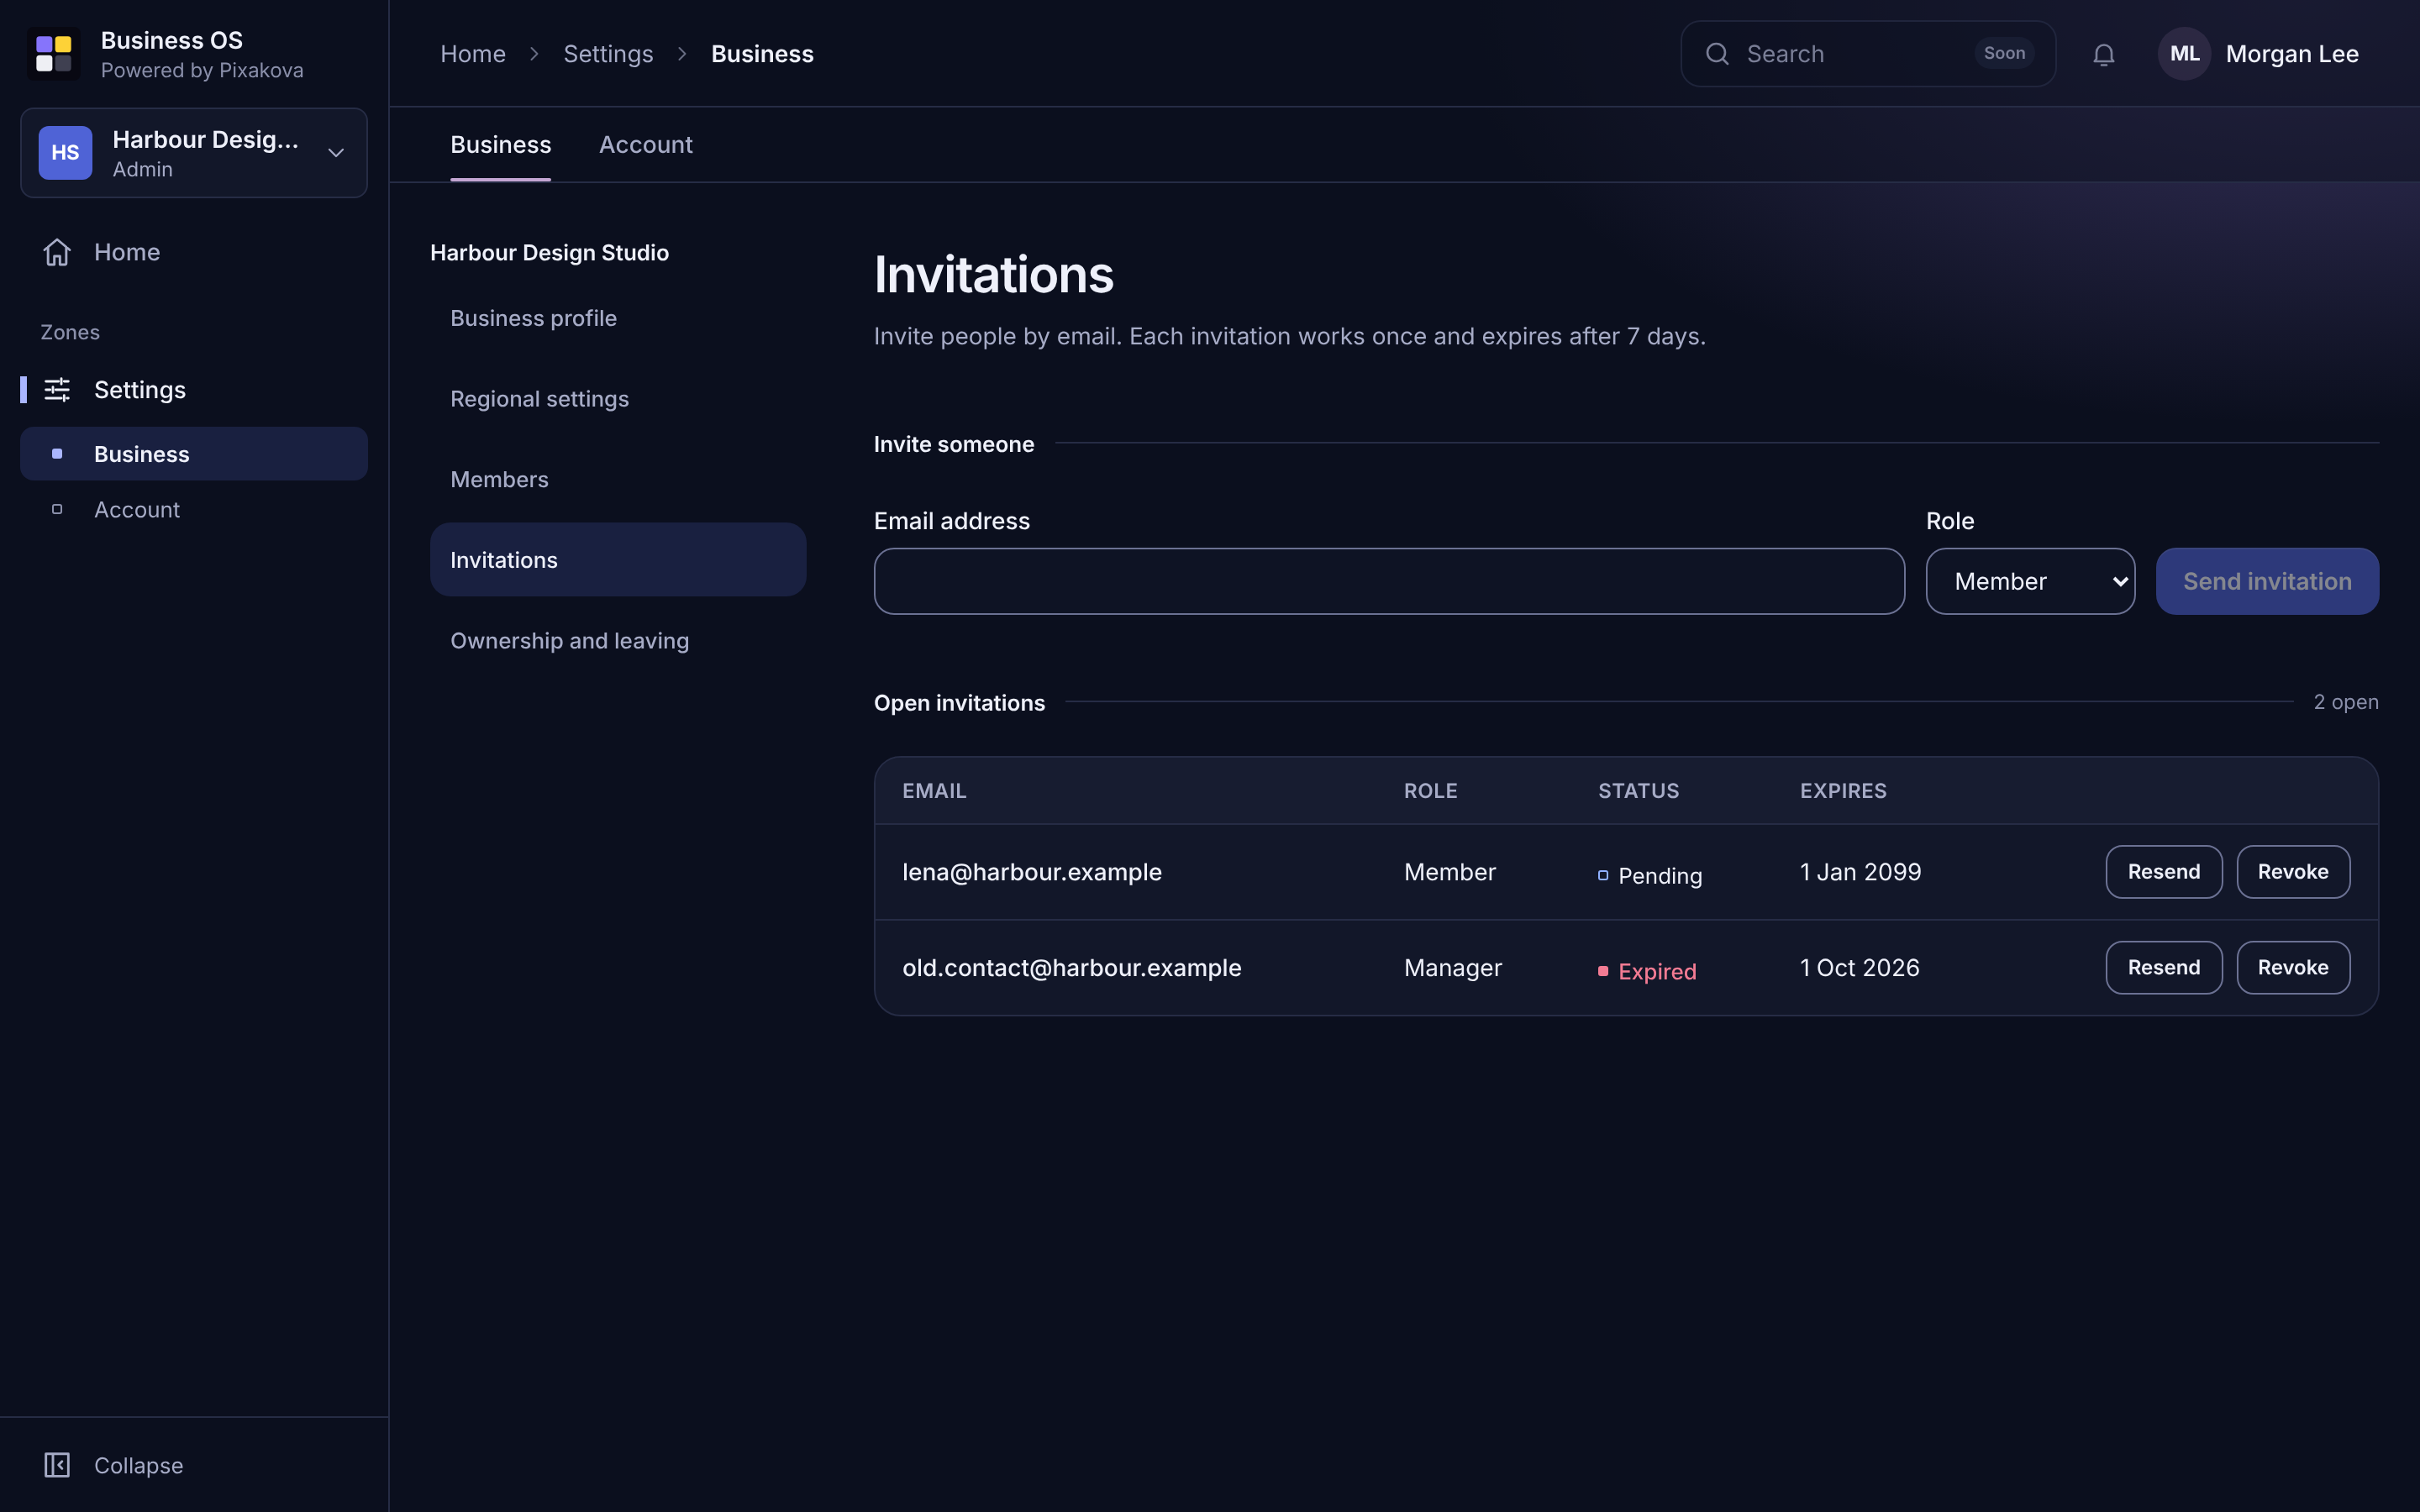 Business OS
Powered by Pixakova
HS
Harbour Desig...
Admin
Home
Zones
Settings
Business
Account
Collapse
Home > Settings > Business
Search
Soon
ML
Morgan Lee
Business
Account
Harbour Design Studio
Business profile
Regional settings
Members
Invitations
Ownership and leaving
Invitations
Invite people by email. Each invitation works once and expires after 7 days.
Invite someone
Email address
Role
Member
Send invitation
Open invitations
2 open
EMAIL ROLE STATUS EXPIRES
lena@harbour.example Member Pending 1 Jan 2099 Resend Revoke
old.contact@harbour.example Manager Expired 1 Oct 2026 Resend Revoke